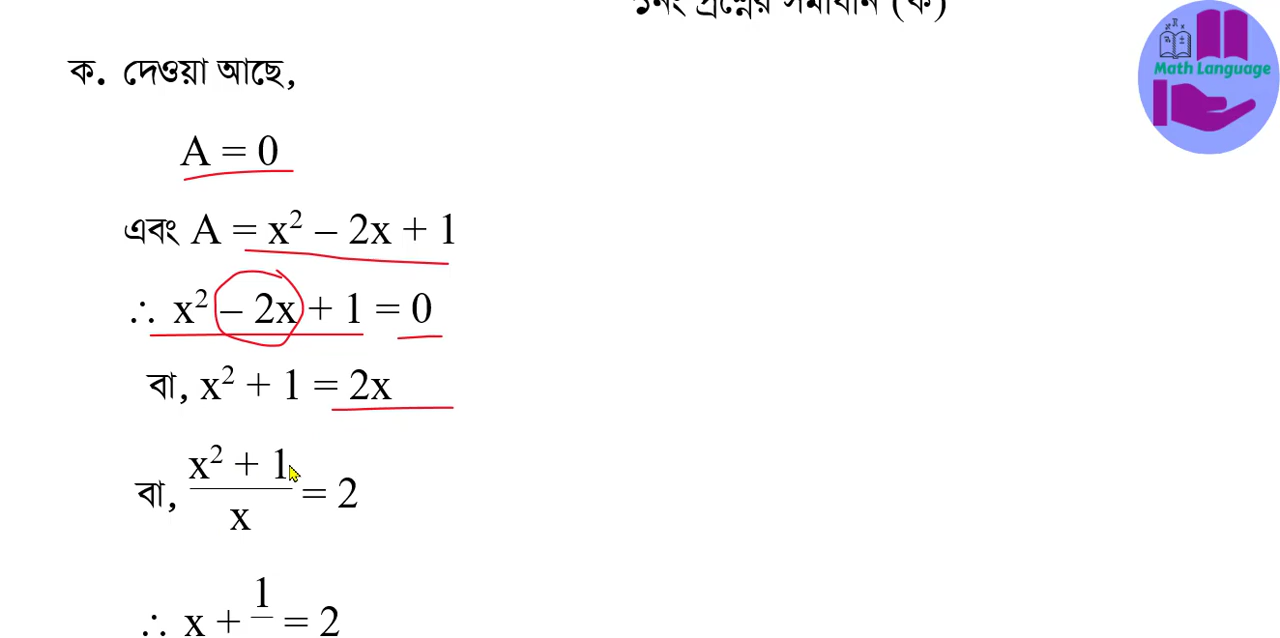 ১নং প্রশ্নের সমাধান (ক)
Math Language
ক. দেওয়া আছে,
A = 0
এবং A = x² – 2x + 1
∴ x² – 2x + 1 = 0
বা, x² + 1 = 2x
বা, (x² + 1)/x = 2
∴ x + 1/ = 2